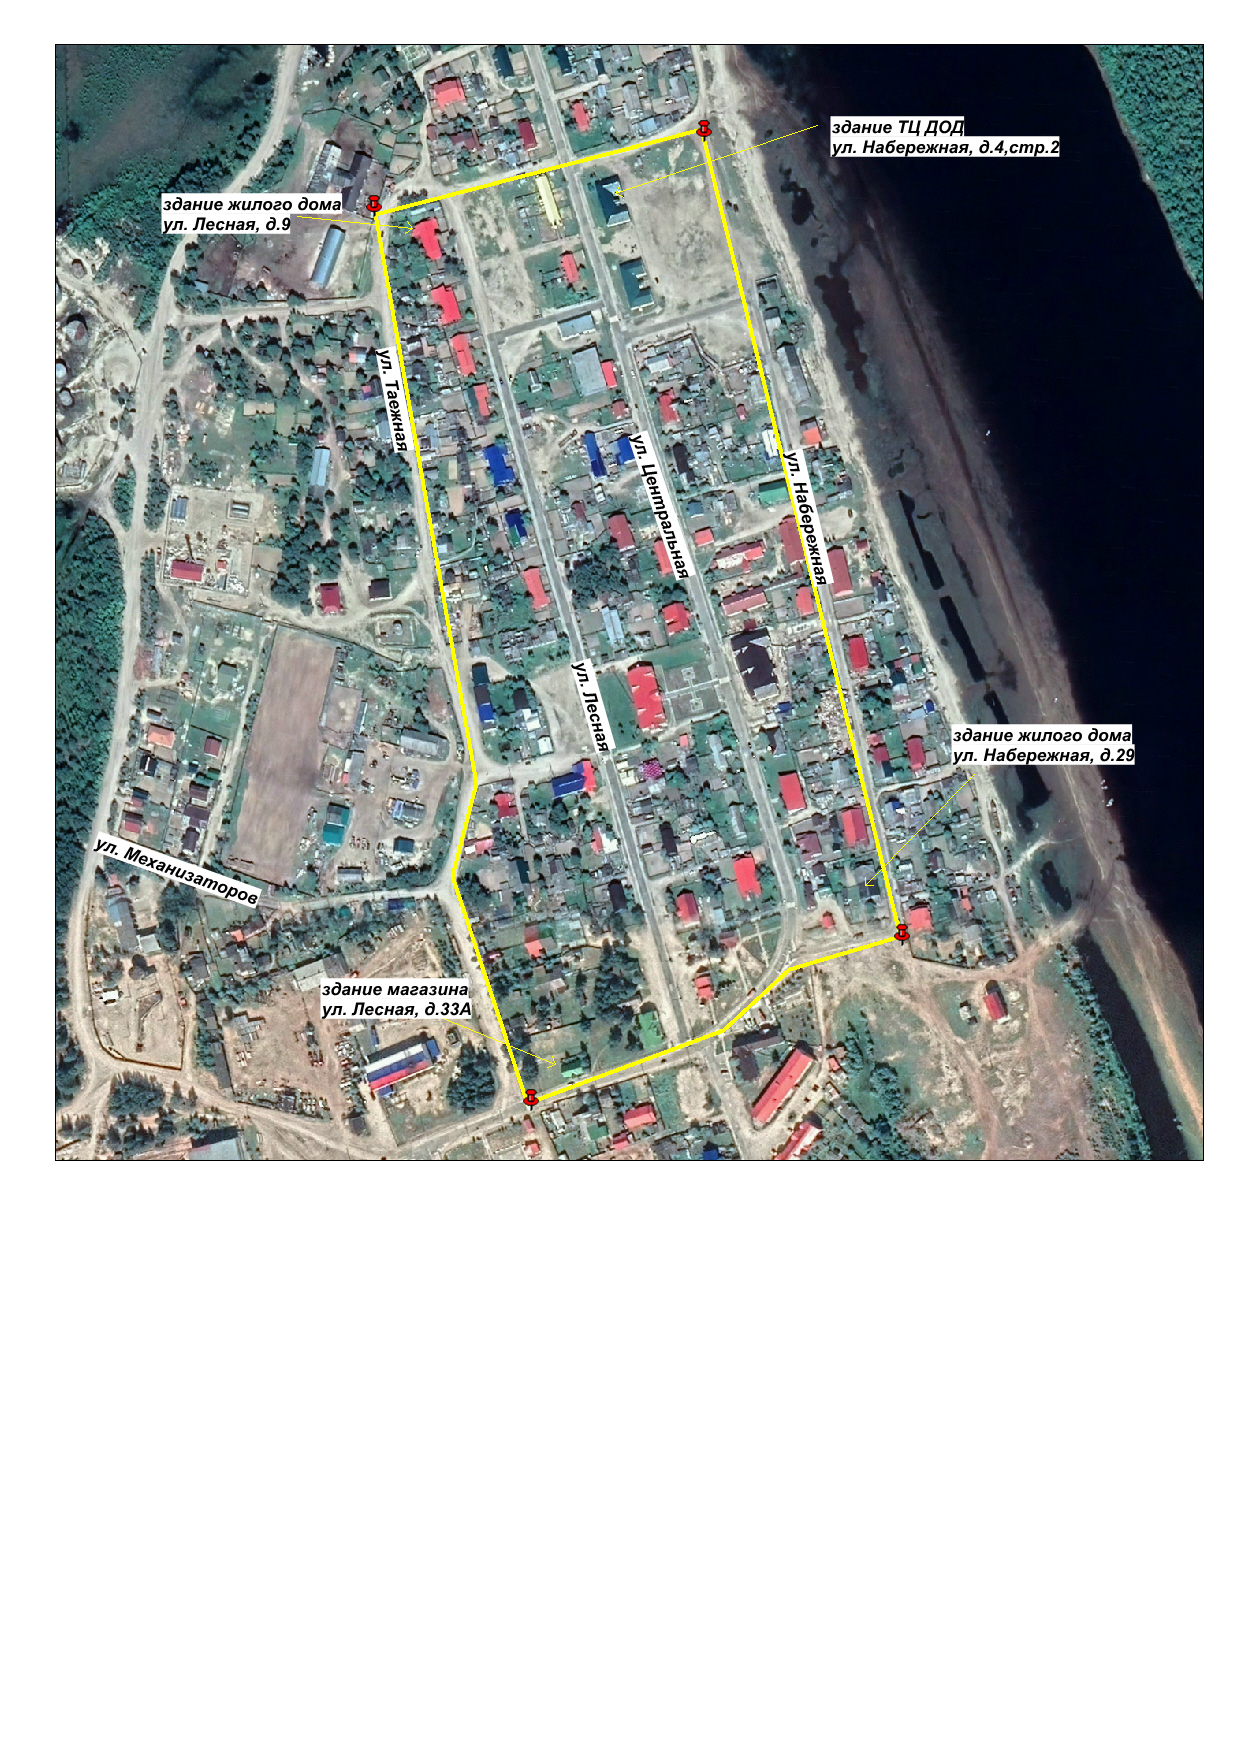 здание ТЦ ДОД
ул. Набережная, д.4,стр.2
здание жилого дома
ул. Лесная, д.9
ул. Таежная
ул. Центральная
ул. Набережная
ул. Лесная
здание жилого дома
ул. Набережная, д.29
ул. Механизаторов
здание магазина
ул. Лесная, д.33А